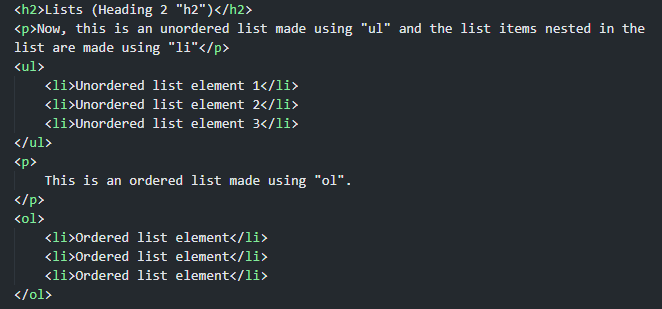 <h2>Lists (Heading 2 "h2")</h2>
<p>Now, this is an unordered list made using "ul" and the list items nested in the
list are made using "li"</p>
<ul>
    <li>Unordered list element 1</li>
    <li>Unordered list element 2</li>
    <li>Unordered list element 3</li>
</ul>
<p>
    This is an ordered list made using "ol".
</p>
<ol>
    <li>Ordered list element</li>
    <li>Ordered list element</li>
    <li>Ordered list element</li>
</ol>